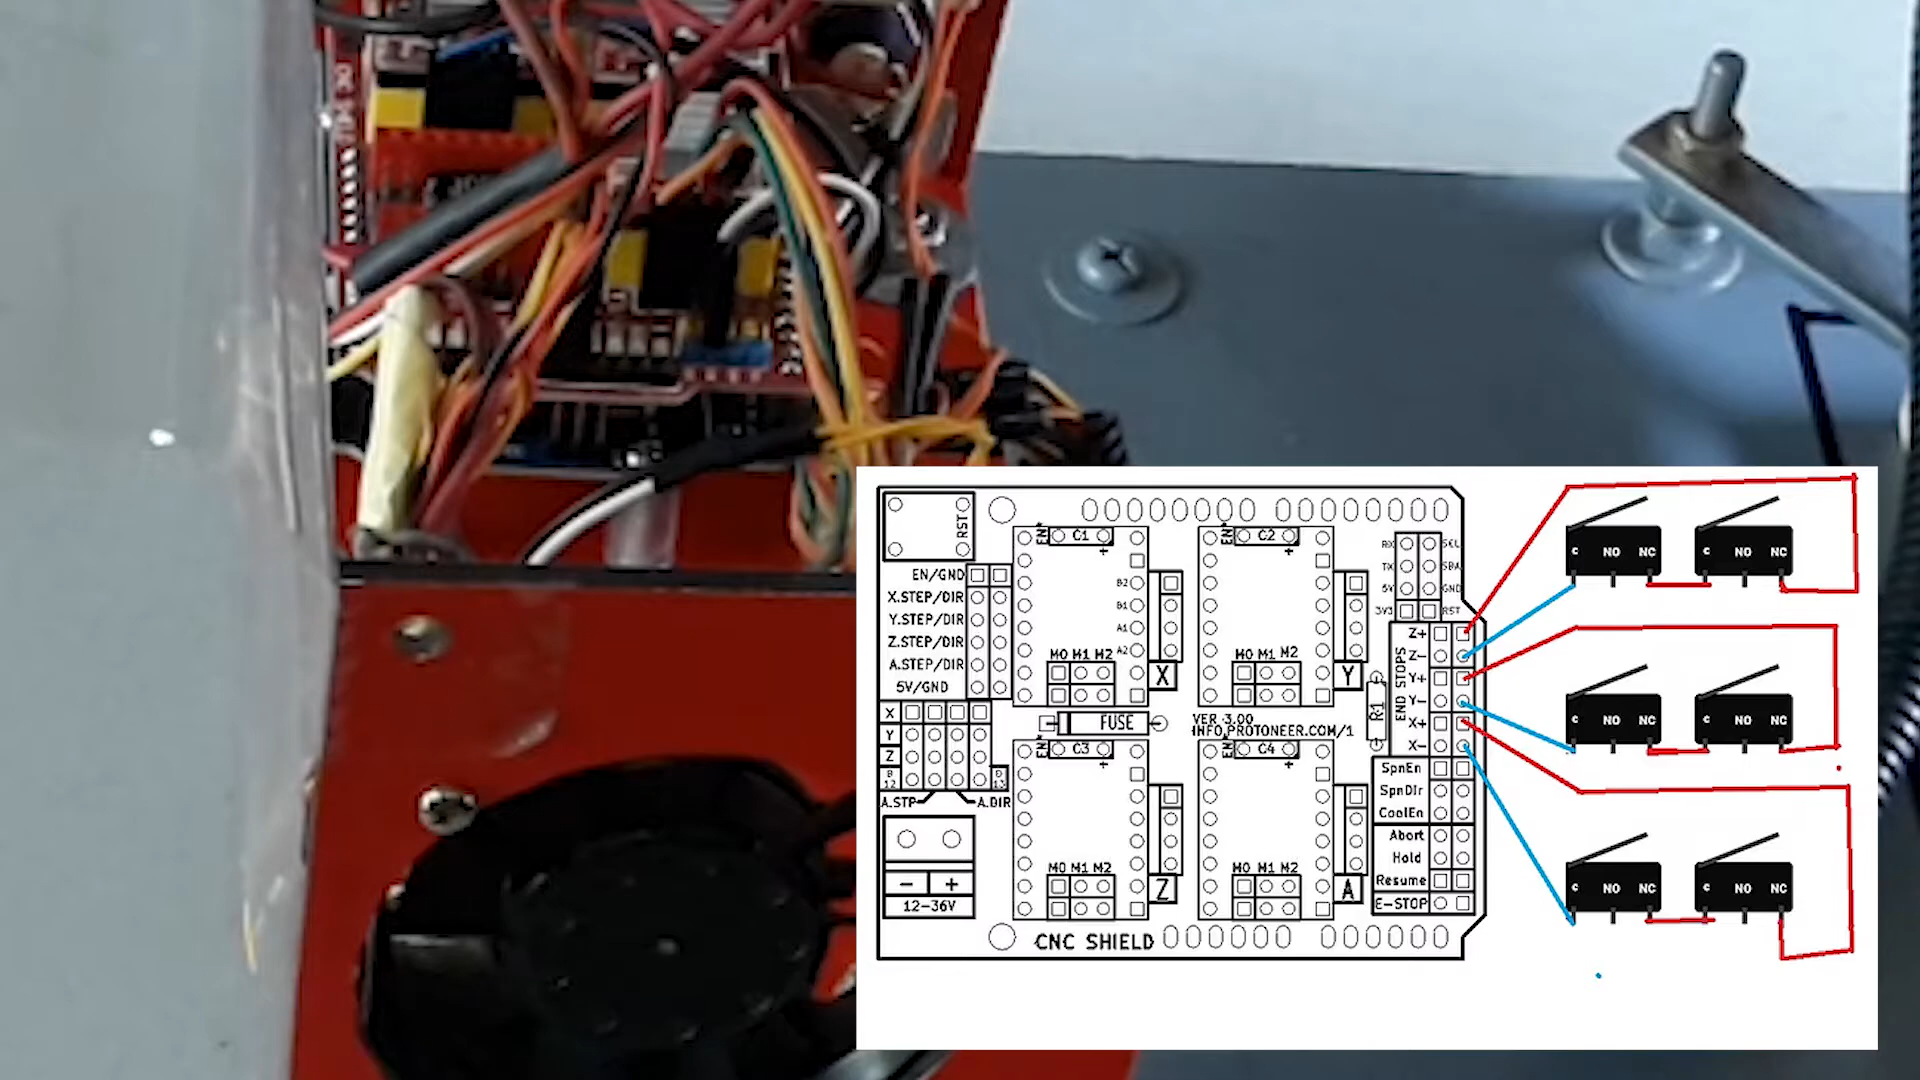 RST
EN/GND
X.STEP/DIR
Y.STEP/DIR
Z.STEP/DIR
A.STEP/DIR
5V/GND
X
Y
Z
D
12
D
13
A.STP
A.DIR
- +
12-36V
EN
C1
+
B2
B1
A1
A2
M0 M1 M2
X
EN
C2
+
M0 M1 M2
Y
FUSE
VER 3.00
INFO.PROTONEER.COM/1
R1
EN
C3
+
M0 M1 M2
Z
EN
C4
+
M0 M1 M2
A
CNC SHIELD
RX SCL
TX SDA
5V GND
3V3 RST
END STOPS
Z+
Z-
Y+
Y-
X+
X-
SpnEn
SpnDir
CoolEn
Abort
Hold
Resume
E-STOP
C NO NC
C NO NC
C NO NC
C NO NC
C NO NC
C NO NC